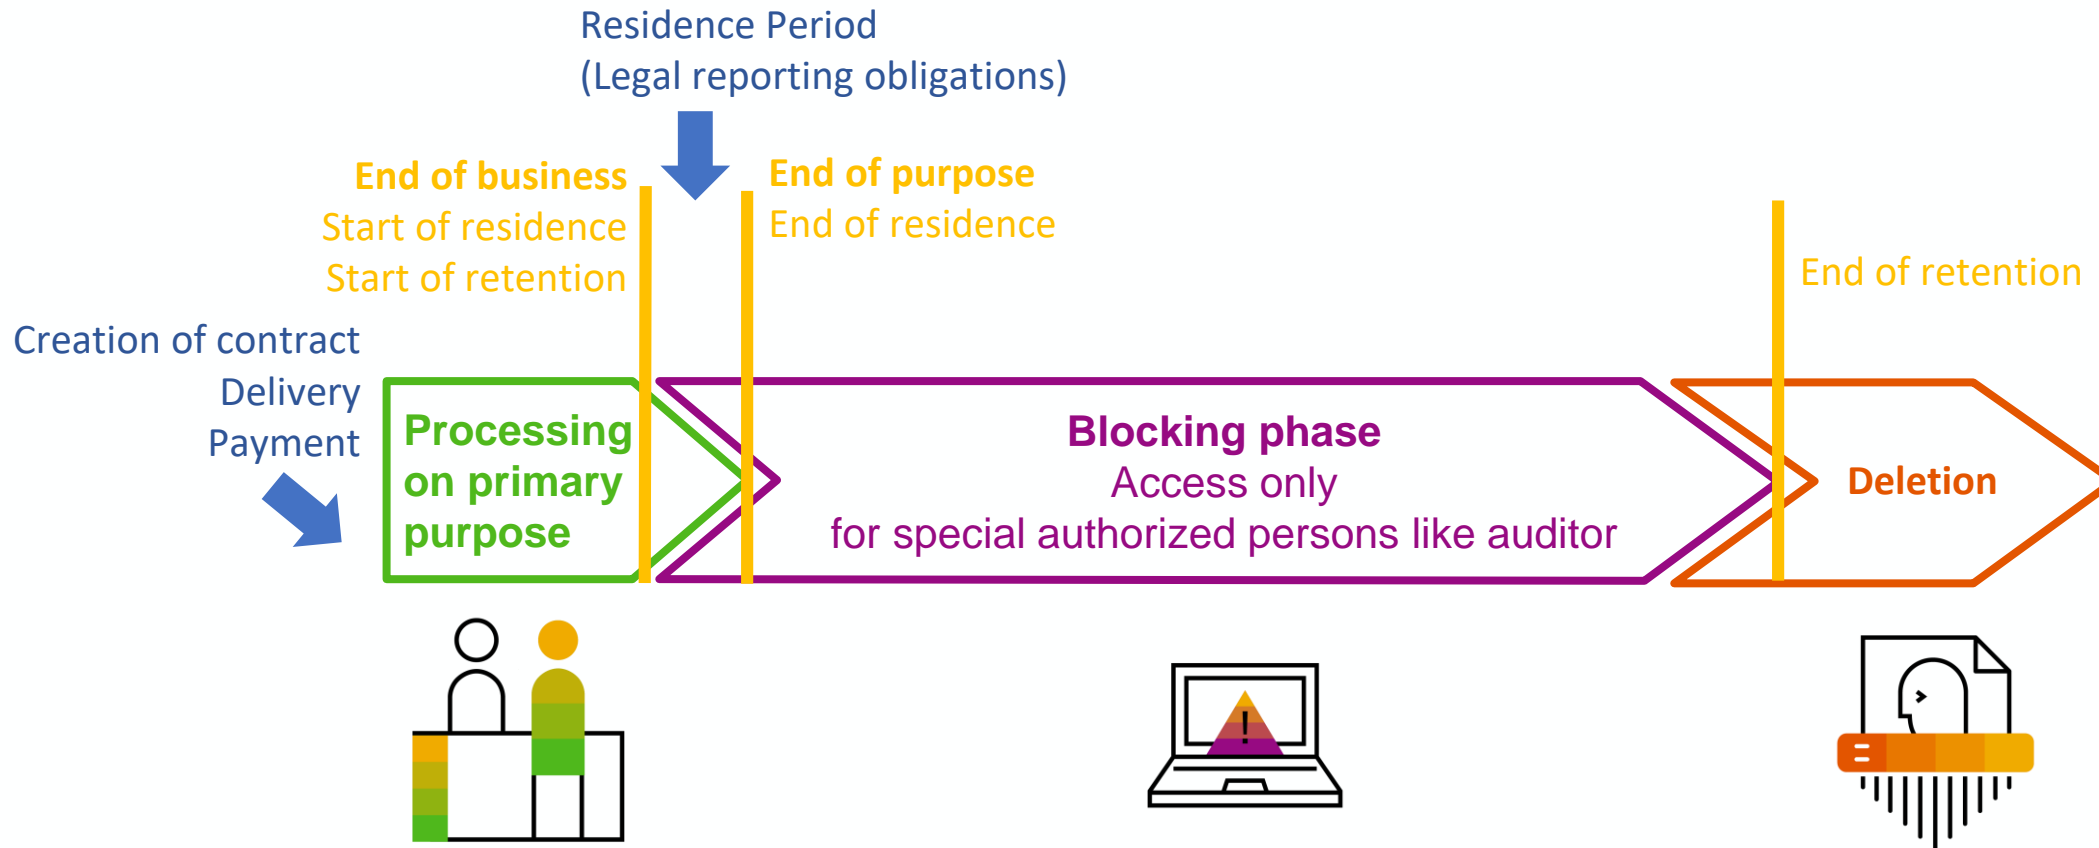 Residence Period
(Legal reporting obligations)
End of business
Start of residence
Start of retention
End of purpose
End of residence
End of retention
Creation of contract
Delivery
Payment
Processing
on primary
purpose
Blocking phase
Access only
for special authorized persons like auditor
Deletion
!